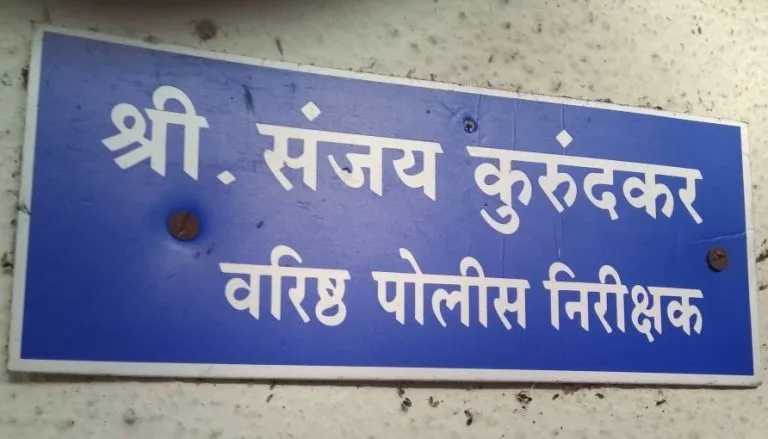 श्री. संजय कुरुंदकर
वरिष्ठ पोलीस निरीक्षक